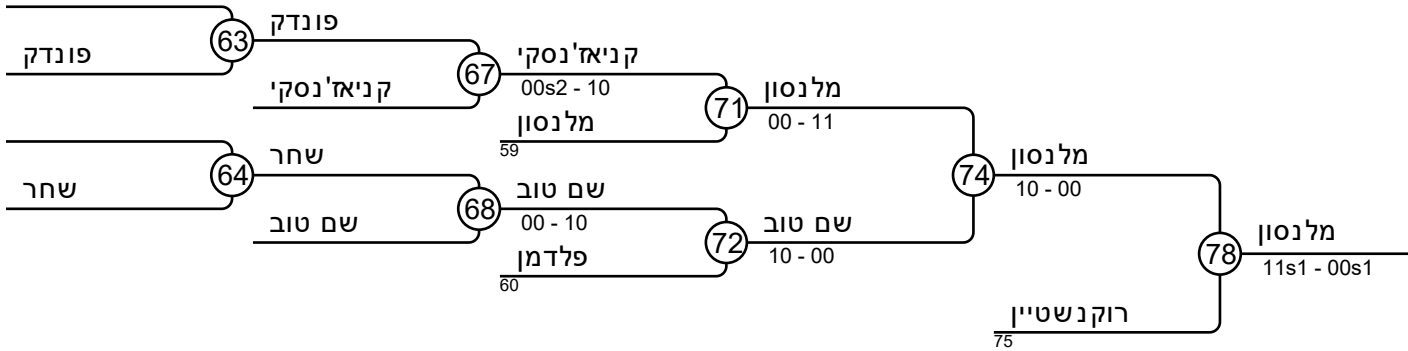 63
פונדק
פונדק
67
קניאז'נסקי
קניאז'נסקי
00s2 - 10
71
מלנסון
59
מלנסון
00 - 11
64
שחר
שחר
68
שם טוב
שם טוב
00 - 10
72
פלדמן
60
שם טוב
10 - 00
74
מלנסון
10 - 00
78
רוקנשטיין
75
מלנסון
11s1 - 00s1